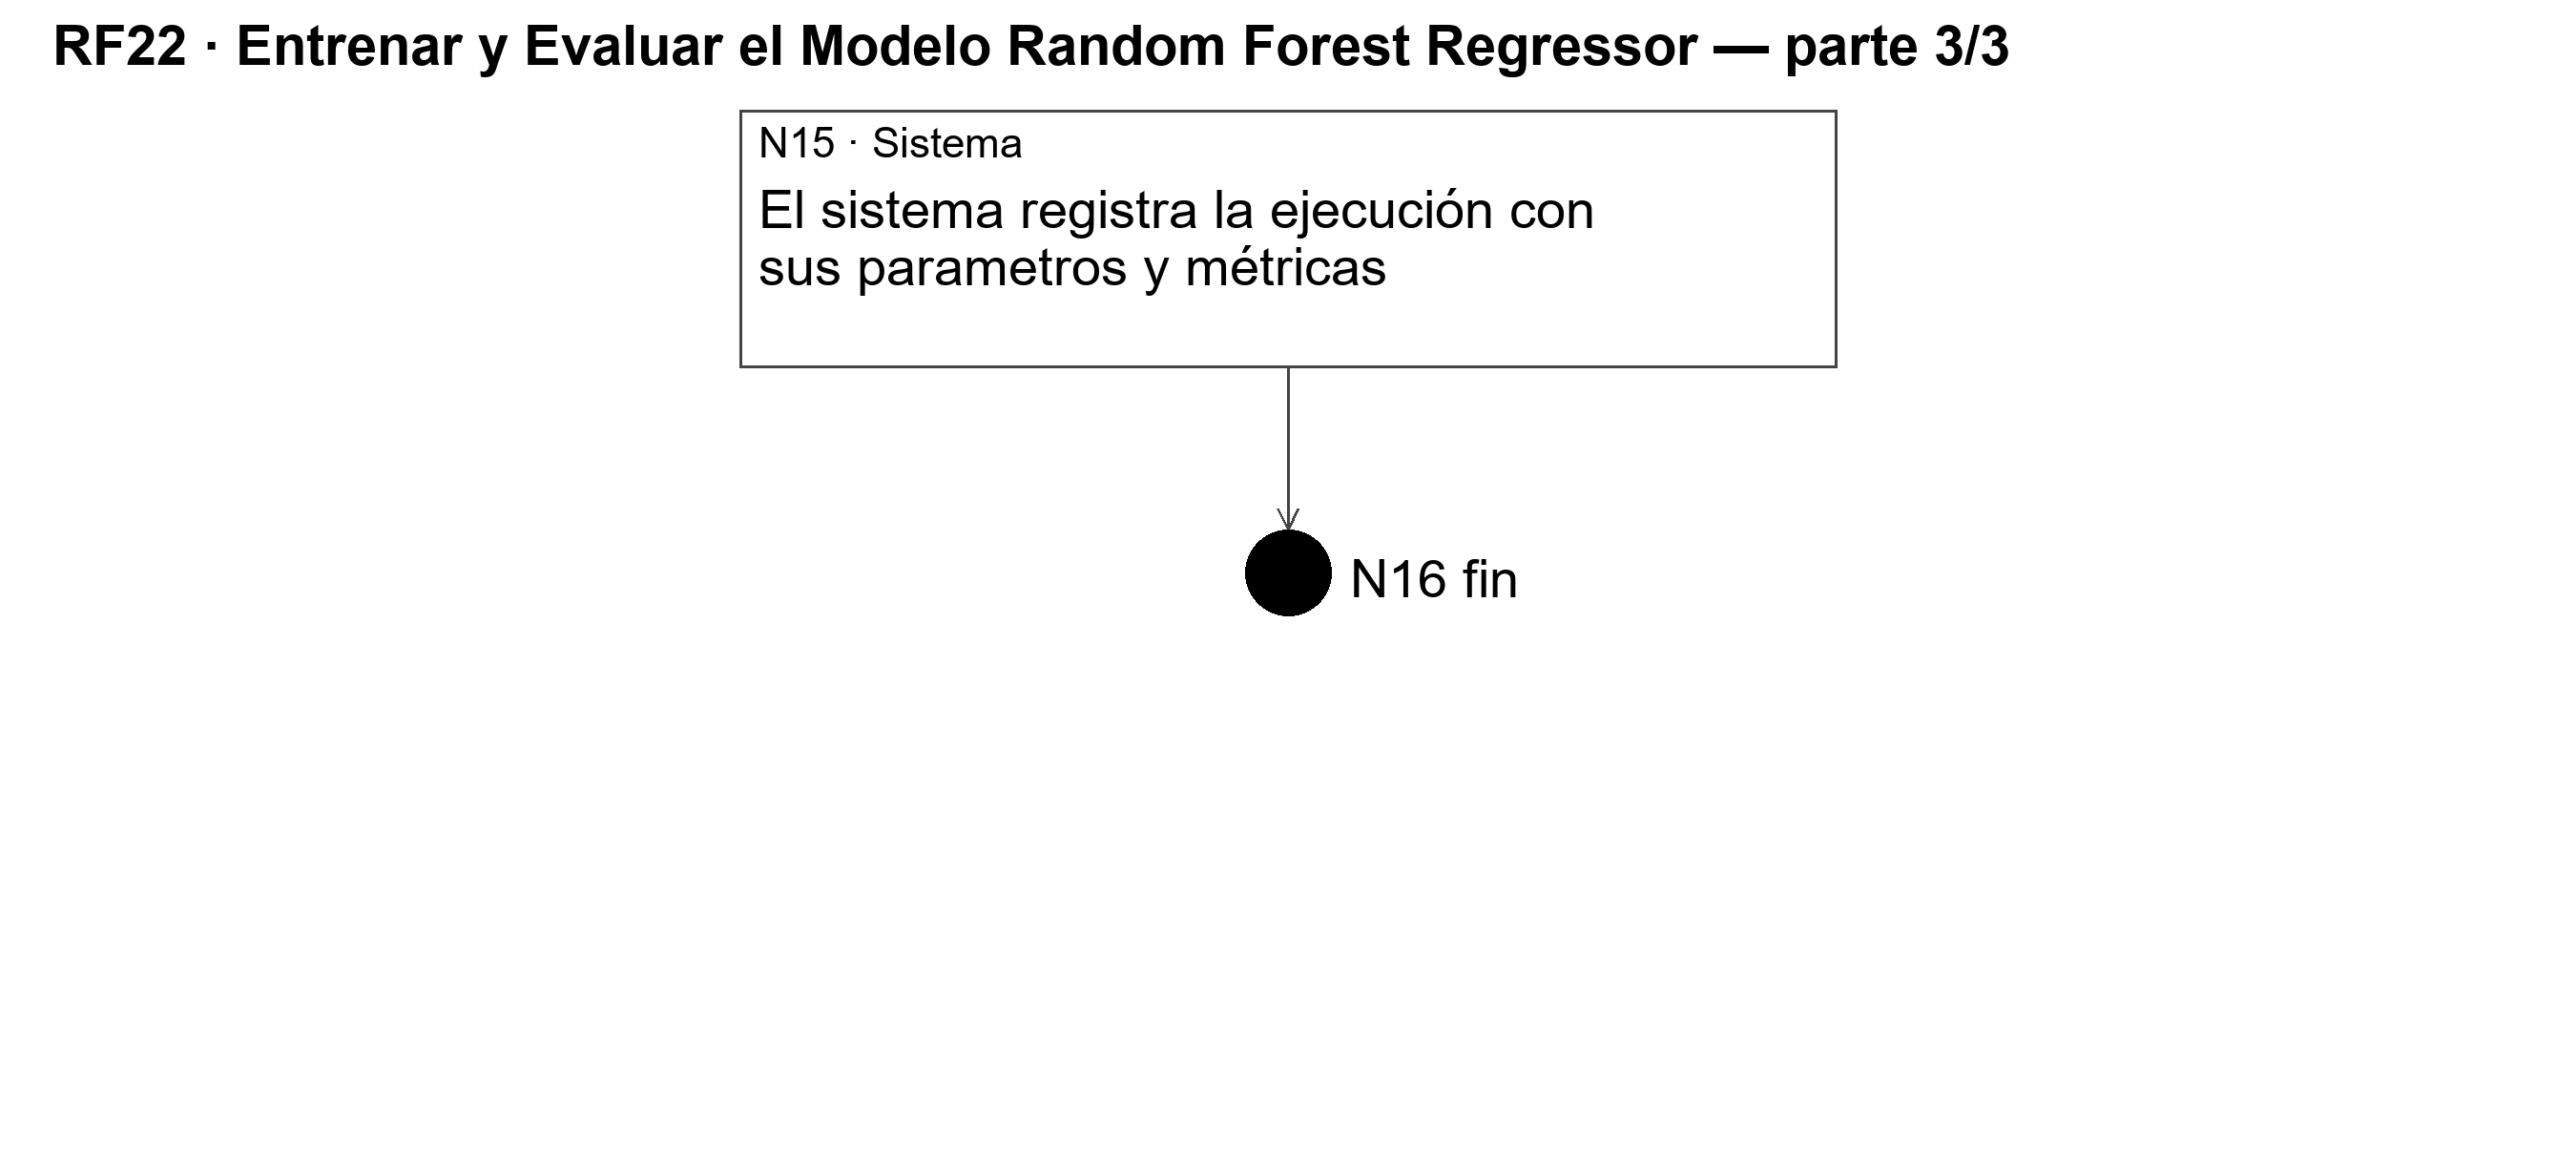 RF22 · Entrenar y Evaluar el Modelo Random Forest Regressor — parte 3/3
N15 · Sistema
El sistema registra la ejecución con
sus parametros y métricas
N16 fin